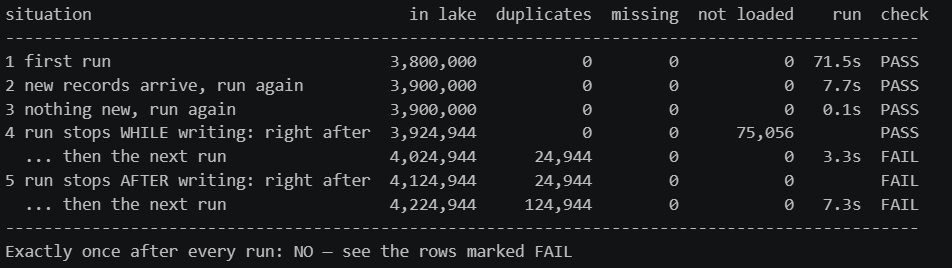 situation in lake duplicates missing not loaded run check
------------------------------------------------------------------------------------------------
1 first run 3,800,000 0 0 0 71.5s PASS
2 new records arrive, run again 3,900,000 0 0 0 7.7s PASS
3 nothing new, run again 3,900,000 0 0 0 0.1s PASS
4 run stops WHILE writing: right after 3,924,944 0 0 75,056 PASS
... then the next run 4,024,944 24,944 0 0 3.3s FAIL
5 run stops AFTER writing: right after 4,124,944 24,944 0 0 FAIL
... then the next run 4,224,944 124,944 0 0 7.3s FAIL
------------------------------------------------------------------------------------------------
Exactly once after every run: NO — see the rows marked FAIL